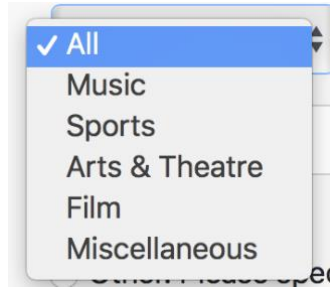 ✓ All
Music
Sports
Arts & Theatre
Film
Miscellaneous